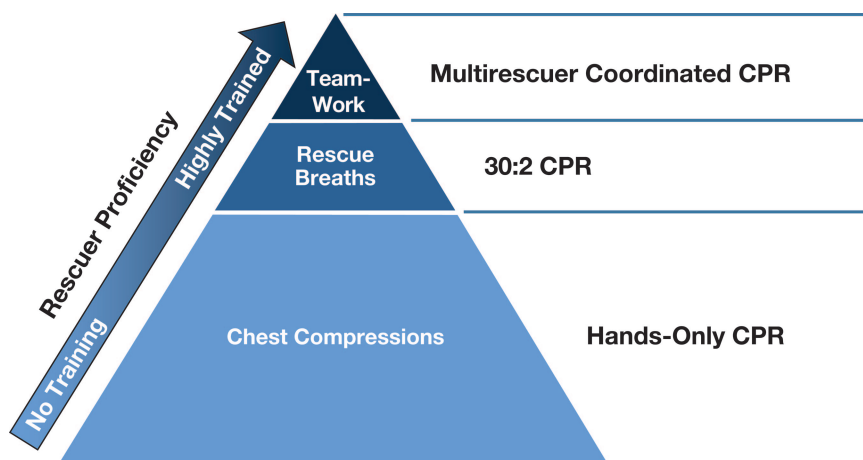 Team-
Work
Multirescuer Coordinated CPR
Rescue
Breaths
30:2 CPR
Chest Compressions
Hands-Only CPR
Rescuer Proficiency
Highly Trained
No Training